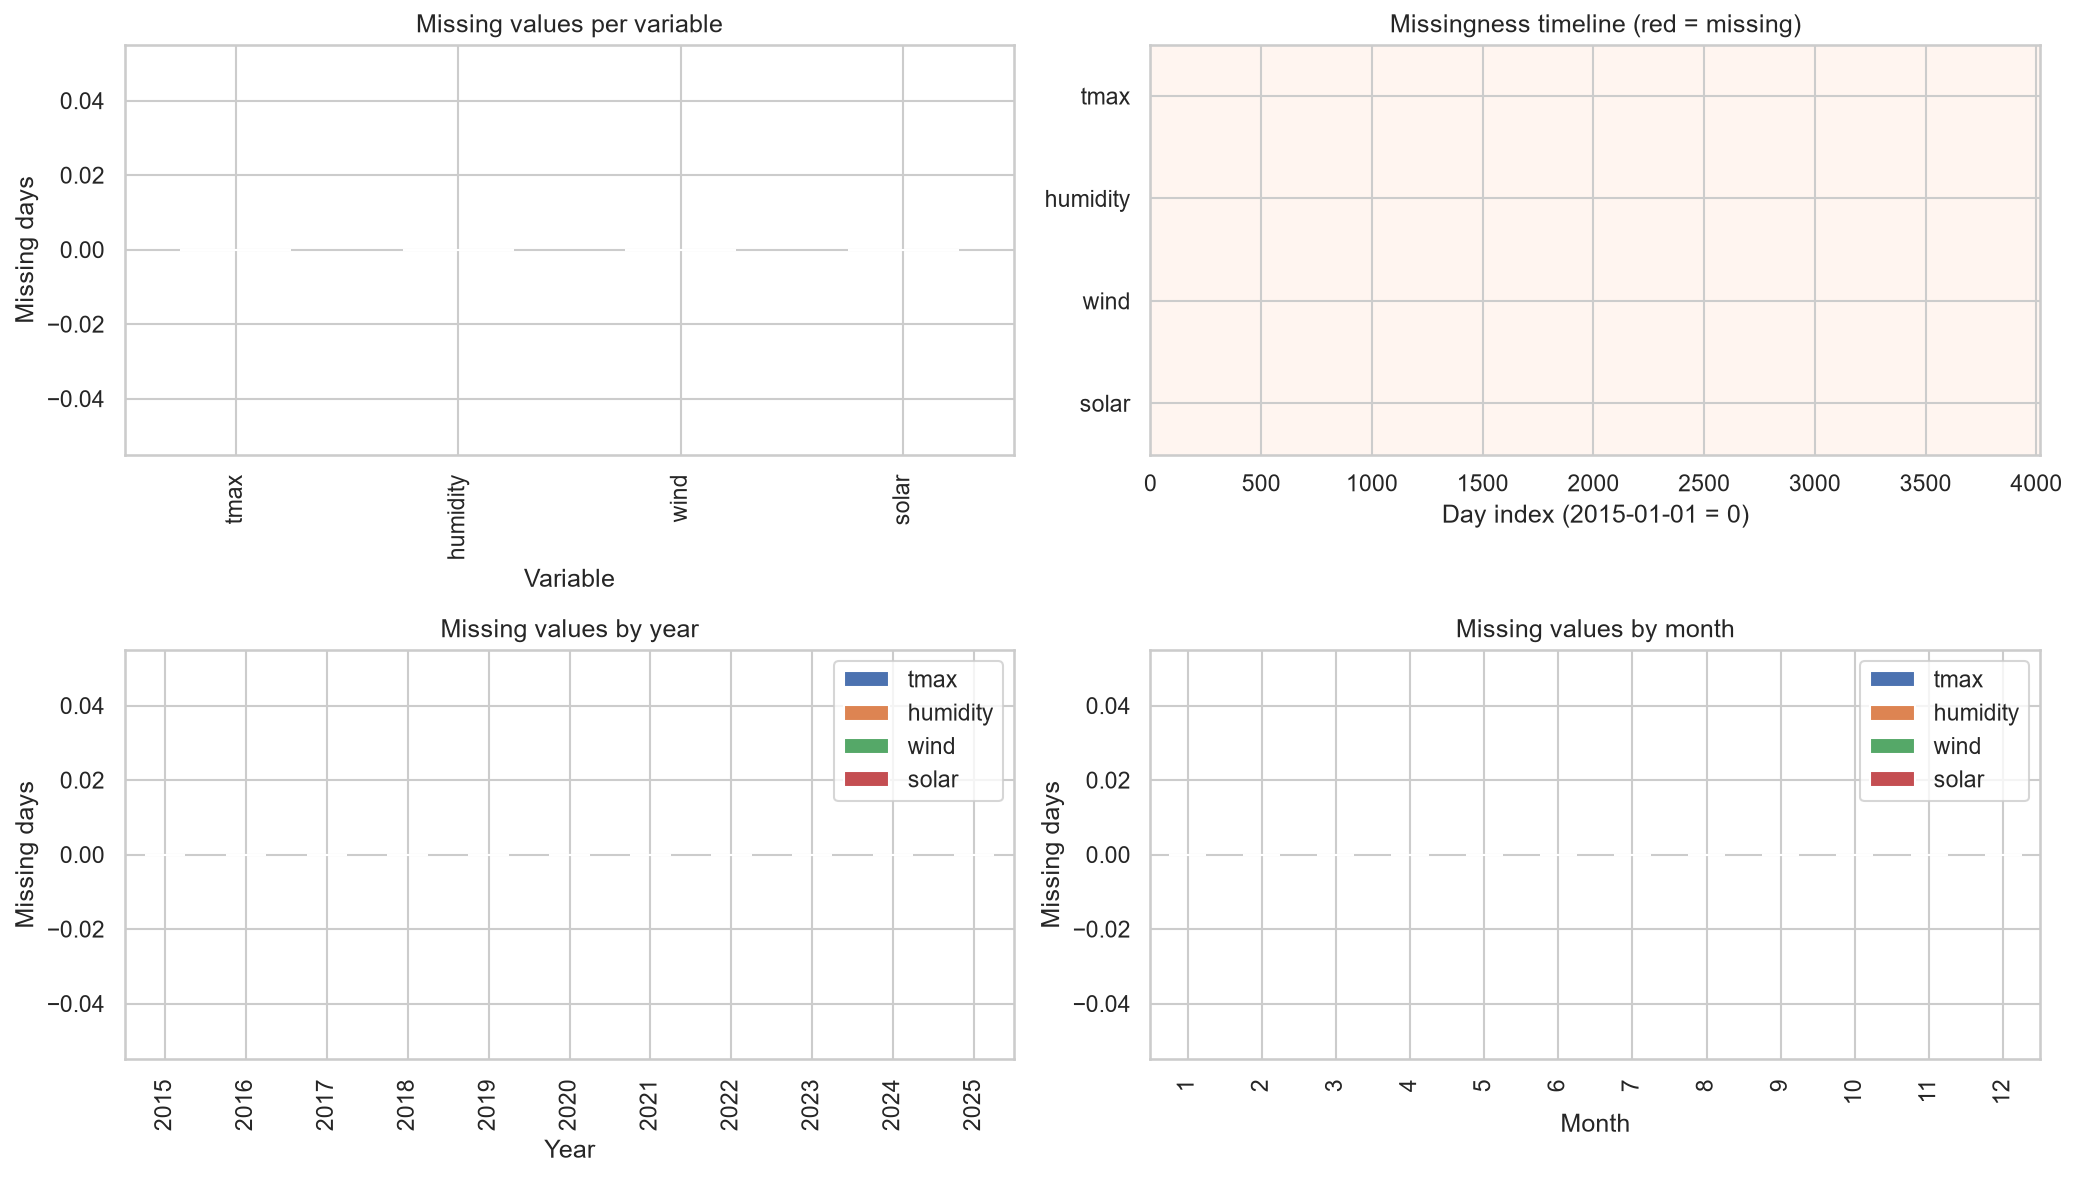 Missing values per variable
Missing days
0.04
0.02
0.00
−0.02
−0.04
tmax
humidity
wind
solar
Variable
Missingness timeline (red = missing)
tmax
humidity
wind
solar
0 500 1000 1500 2000 2500 3000 3500 4000
Day index (2015-01-01 = 0)
Missing values by year
Missing days
0.04
0.02
0.00
−0.02
−0.04
tmax
humidity
wind
solar
2015 2016 2017 2018 2019 2020 2021 2022 2023 2024 2025
Year
Missing values by month
Missing days
0.04
0.02
0.00
−0.02
−0.04
tmax
humidity
wind
solar
1 2 3 4 5 6 7 8 9 10 11 12
Month